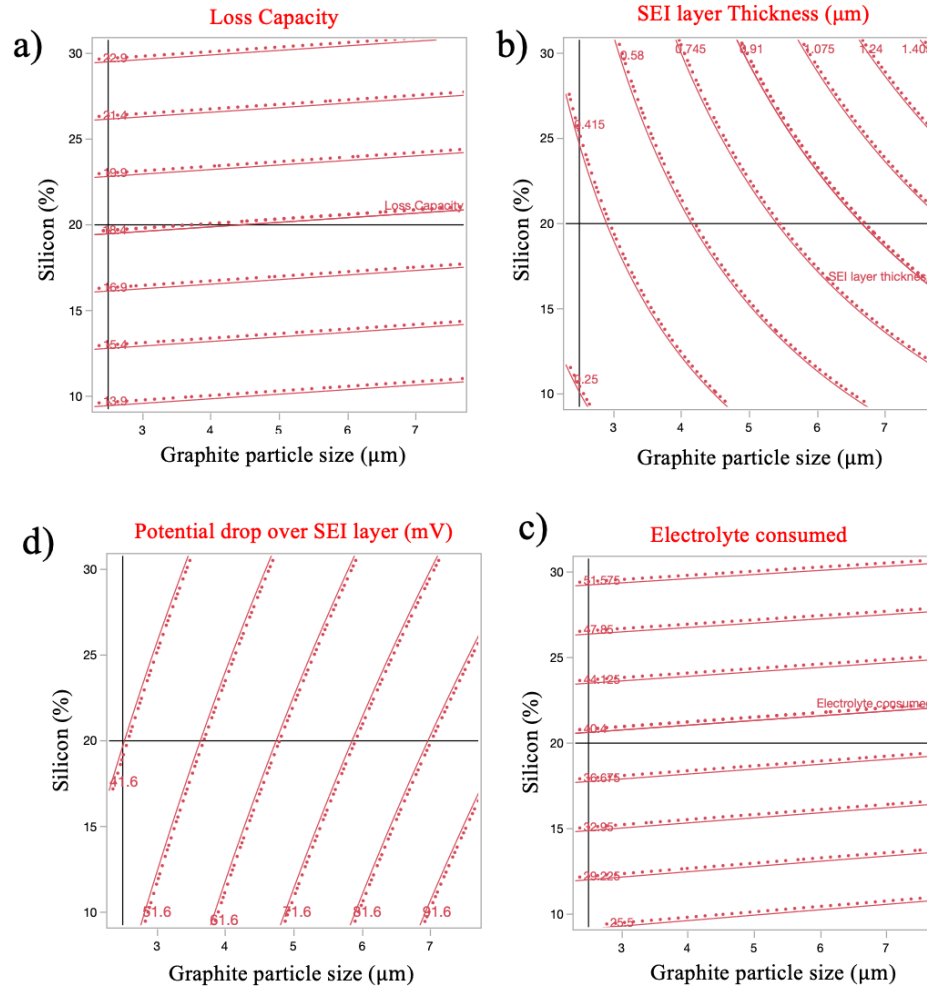 Loss Capacity
a)
30
25
20
15
10
22.9
21.4
19.9
18.4
16.9
15.4
13.9
Loss Capacity
Silicon (%)
3 4 5 6 7
Graphite particle size (μm)
SEI layer Thickness (μm)
b)
30
25
20
15
10
0.58 0.745 0.91 1.075 1.24 1.40
0.415
0.25
SEI layer thickness
Silicon (%)
3 4 5 6 7
Graphite particle size (μm)
Potential drop over SEI layer (mV)
d)
30
25
20
15
10
41.6
51.6 61.6 71.6 81.6 91.6
Silicon (%)
3 4 5 6 7
Graphite particle size (μm)
Electrolyte consumed
c)
30
25
20
15
10
51.575
47.85
44.125
40.4
36.675
32.95
29.225
25.5
Electrolyte consumed
Silicon (%)
3 4 5 6 7
Graphite particle size (μm)